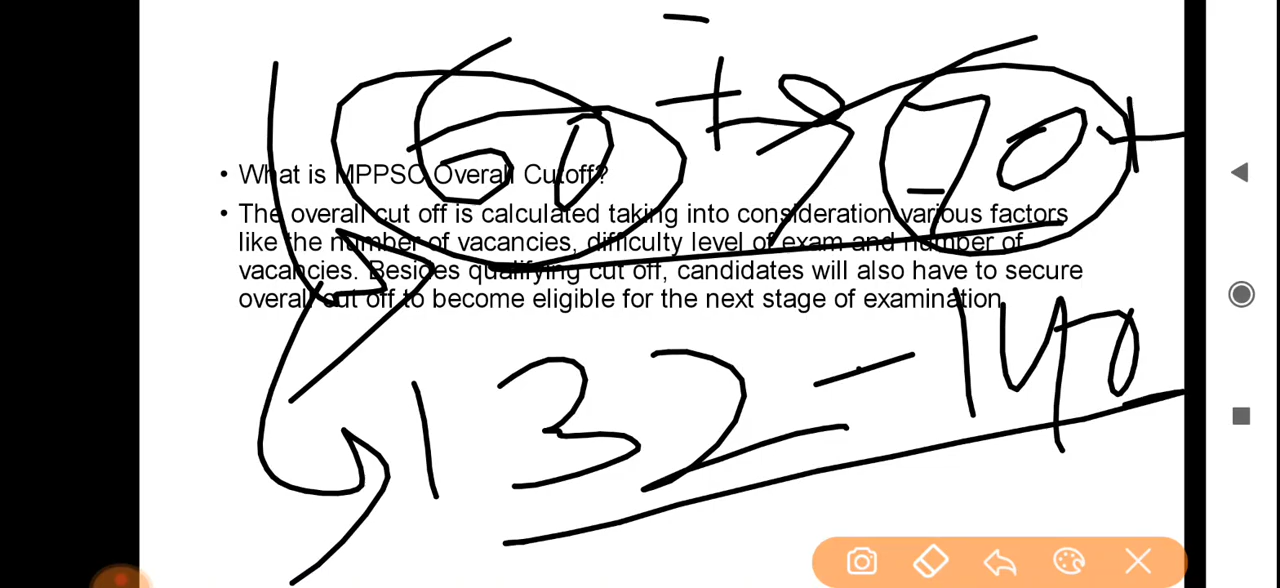 60 + 70 +
• What is MPPSC Overall Cutoff?
• The overall cut off is calculated taking into consideration various factors
like the number of vacancies, difficulty level of exam and number of
vacancies. Besides qualifying cut off, candidates will also have to secure
overall cut off to become eligible for the next stage of examination.
132 - 140